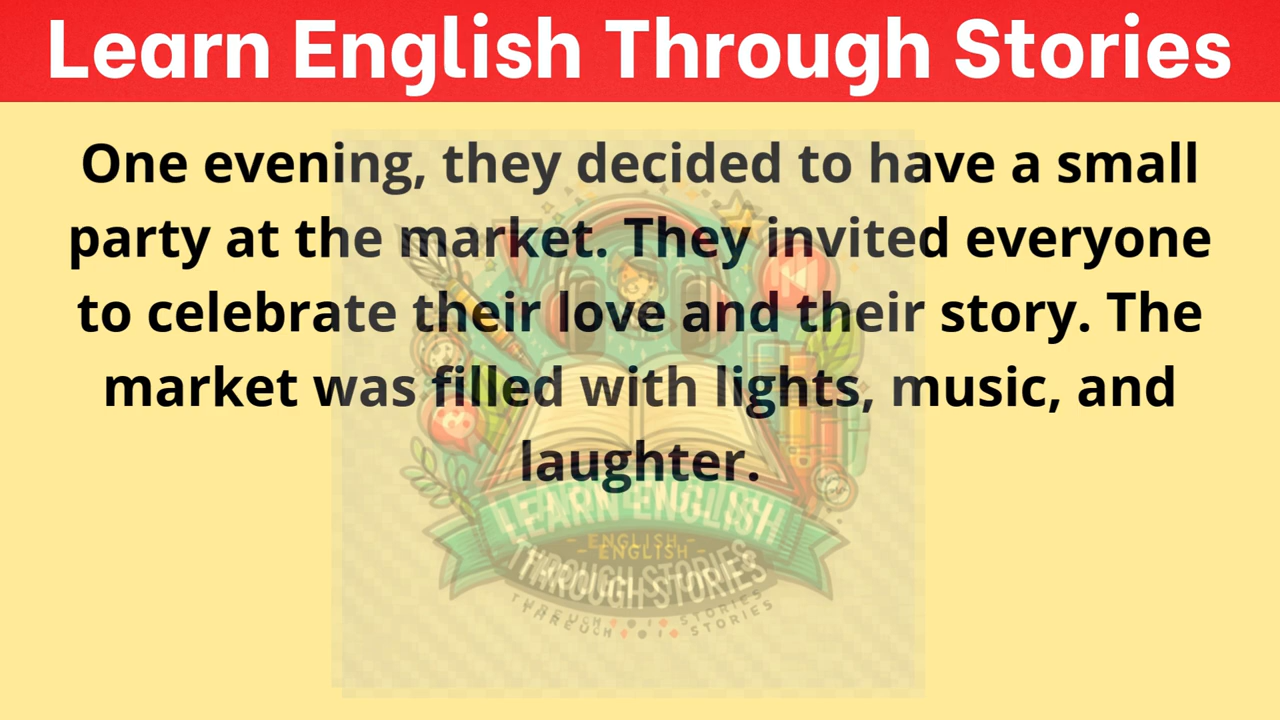 Learn English Through Stories
One evening, they decided to have a small
party at the market. They invited everyone
to celebrate their love and their story. The
market was filled with lights, music, and
laughter.
LEARN ENGLISH
ENGLISH
ENGLISH
THROUGH STORIES
STORIES
STORIES